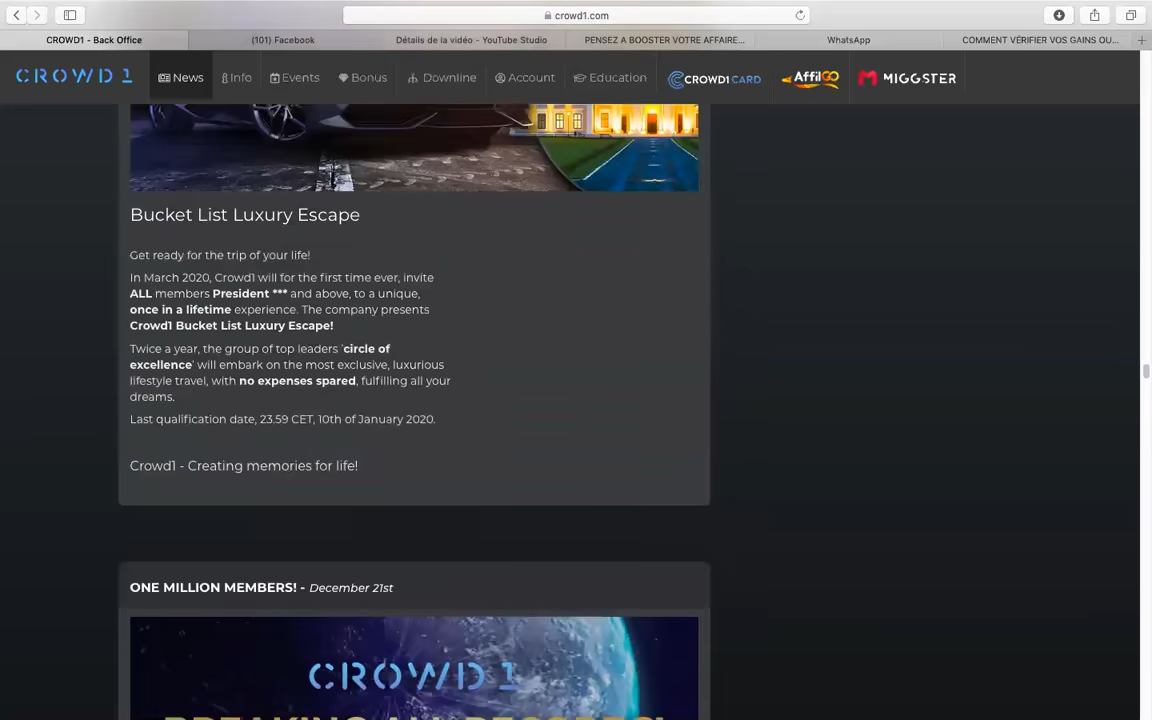 crowd1.com
CROWD1 - Back Office
(101) Facebook
Détails de la vidéo - YouTube Studio
PENSEZ A BOOSTER VOTRE AFFAIRE...
WhatsApp
COMMENT VÉRIFIER VOS GAINS OU...
CROWD1
News
Info
Events
Bonus
Downline
Account
Education
CROWD1 CARD
AffilGO
MIGGSTER
Bucket List Luxury Escape
Get ready for the trip of your life!
In March 2020, Crowd1 will for the first time ever, invite
ALL members President *** and above, to a unique,
once in a lifetime experience. The company presents
Crowd1 Bucket List Luxury Escape!
Twice a year, the group of top leaders 'circle of
excellence' will embark on the most exclusive, luxurious
lifestyle travel, with no expenses spared, fulfilling all your
dreams.
Last qualification date, 23.59 CET, 10th of January 2020.
Crowd1 - Creating memories for life!
ONE MILLION MEMBERS! - December 21st
CROWD1
BREAKING ALL RECORDS!